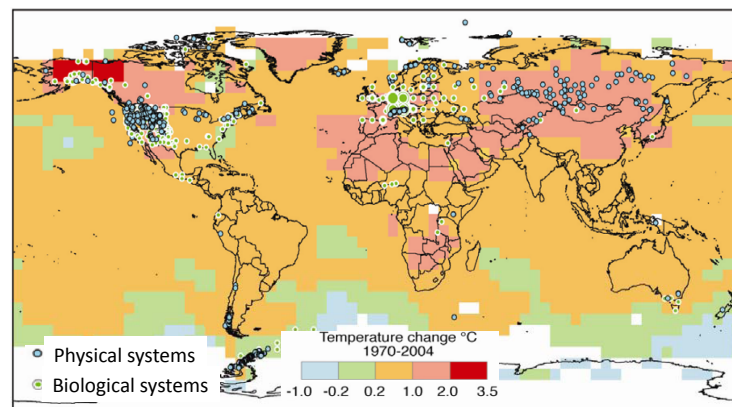 Physical systems
Biological systems
Temperature change °C
1970-2004
-1.0 -0.2 0.2 1.0 2.0 3.5